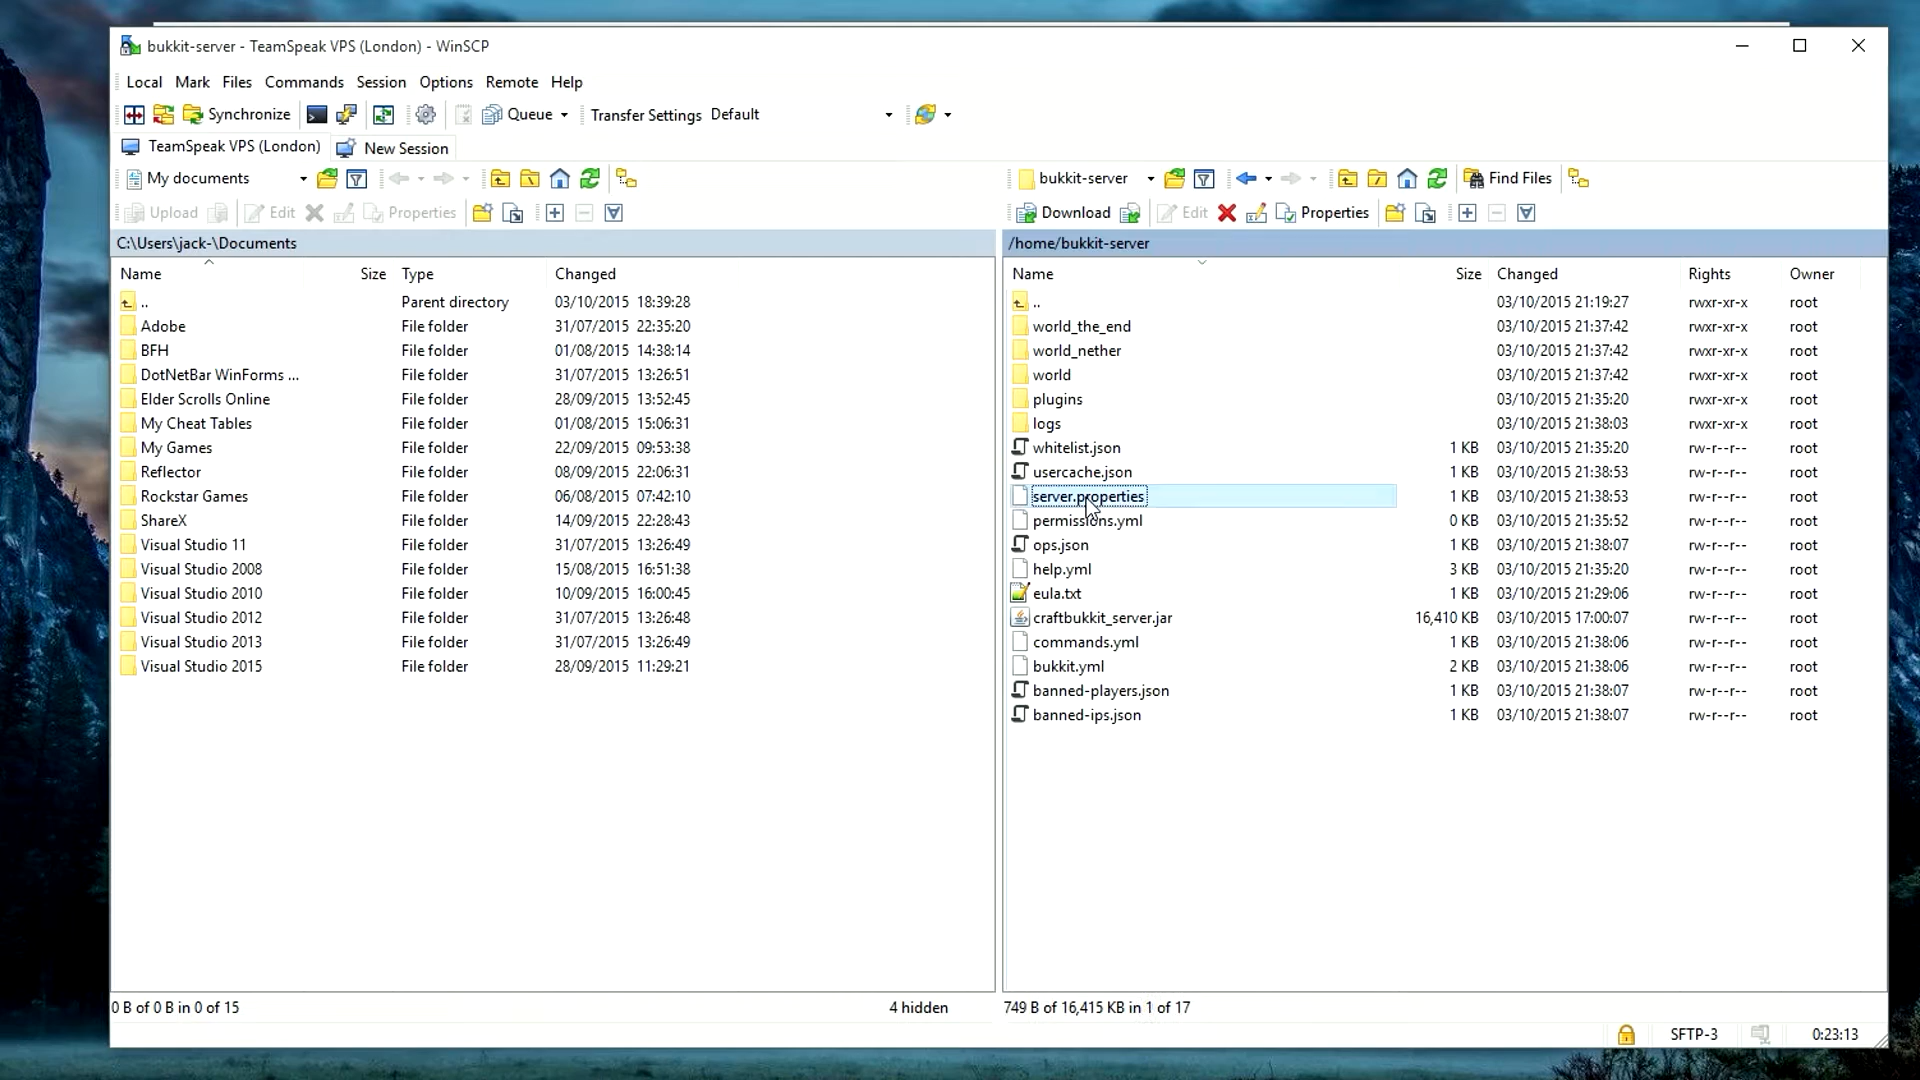 bukkit-server - TeamSpeak VPS (London) - WinSCP
Local Mark Files Commands Session Options Remote Help
Synchronize Queue Transfer Settings Default
TeamSpeak VPS (London) New Session
My documents
Upload Edit Properties
C:\Users\jack-\Documents
Name Size Type Changed
.. Parent directory 03/10/2015 18:39:28
Adobe File folder 31/07/2015 22:35:20
BFH File folder 01/08/2015 14:38:14
DotNetBar WinForms ... File folder 31/07/2015 13:26:51
Elder Scrolls Online File folder 28/09/2015 13:52:45
My Cheat Tables File folder 01/08/2015 15:06:31
My Games File folder 22/09/2015 09:53:38
Reflector File folder 08/09/2015 22:06:31
Rockstar Games File folder 06/08/2015 07:42:10
ShareX File folder 14/09/2015 22:28:43
Visual Studio 11 File folder 31/07/2015 13:26:49
Visual Studio 2008 File folder 15/08/2015 16:51:38
Visual Studio 2010 File folder 10/09/2015 16:00:45
Visual Studio 2012 File folder 31/07/2015 13:26:48
Visual Studio 2013 File folder 31/07/2015 13:26:49
Visual Studio 2015 File folder 28/09/2015 11:29:21
0 B of 0 B in 0 of 15 4 hidden
bukkit-server Find Files
Download Edit Properties
/home/bukkit-server
Name Size Changed Rights Owner
.. 03/10/2015 21:19:27 rwxr-xr-x root
world_the_end 03/10/2015 21:37:42 rwxr-xr-x root
world_nether 03/10/2015 21:37:42 rwxr-xr-x root
world 03/10/2015 21:37:42 rwxr-xr-x root
plugins 03/10/2015 21:35:20 rwxr-xr-x root
logs 03/10/2015 21:38:03 rwxr-xr-x root
whitelist.json 1 KB 03/10/2015 21:35:20 rw-r--r-- root
usercache.json 1 KB 03/10/2015 21:38:53 rw-r--r-- root
server.properties 1 KB 03/10/2015 21:38:53 rw-r--r-- root
permissions.yml 0 KB 03/10/2015 21:35:52 rw-r--r-- root
ops.json 1 KB 03/10/2015 21:38:07 rw-r--r-- root
help.yml 3 KB 03/10/2015 21:35:20 rw-r--r-- root
eula.txt 1 KB 03/10/2015 21:29:06 rw-r--r-- root
craftbukkit_server.jar 16,410 KB 03/10/2015 17:00:07 rw-r--r-- root
commands.yml 1 KB 03/10/2015 21:38:06 rw-r--r-- root
bukkit.yml 2 KB 03/10/2015 21:38:06 rw-r--r-- root
banned-players.json 1 KB 03/10/2015 21:38:07 rw-r--r-- root
banned-ips.json 1 KB 03/10/2015 21:38:07 rw-r--r-- root
749 B of 16,415 KB in 1 of 17
SFTP-3 0:23:13